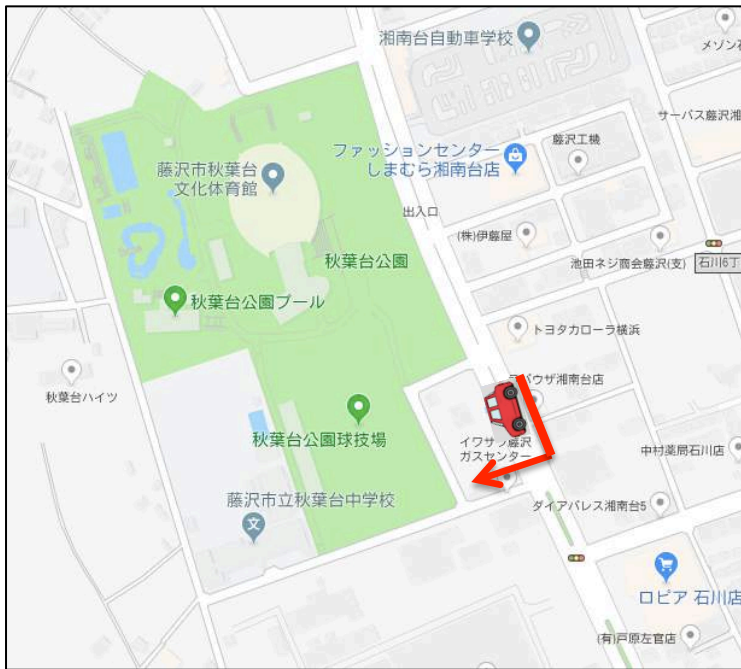 湘南台自動車学校
メゾン
サーパス藤沢湘
藤沢工機
ファッションセンター
しまむら湘南台店
藤沢市秋葉台
文化体育館
出入口
(株)伊藤屋
池田ネジ商会藤沢(支)
石川6丁
秋葉台公園
秋葉台公園プール
トヨタカローラ横浜
秋葉台ハイツ
ラパウザ湘南台店
秋葉台公園球技場
イワサワ藤沢
ガスセンター
中村薬局石川店
藤沢市立秋葉台中学校
文
ダイアパレス湘南台5
ロピア 石川店
(有)戸原左官店